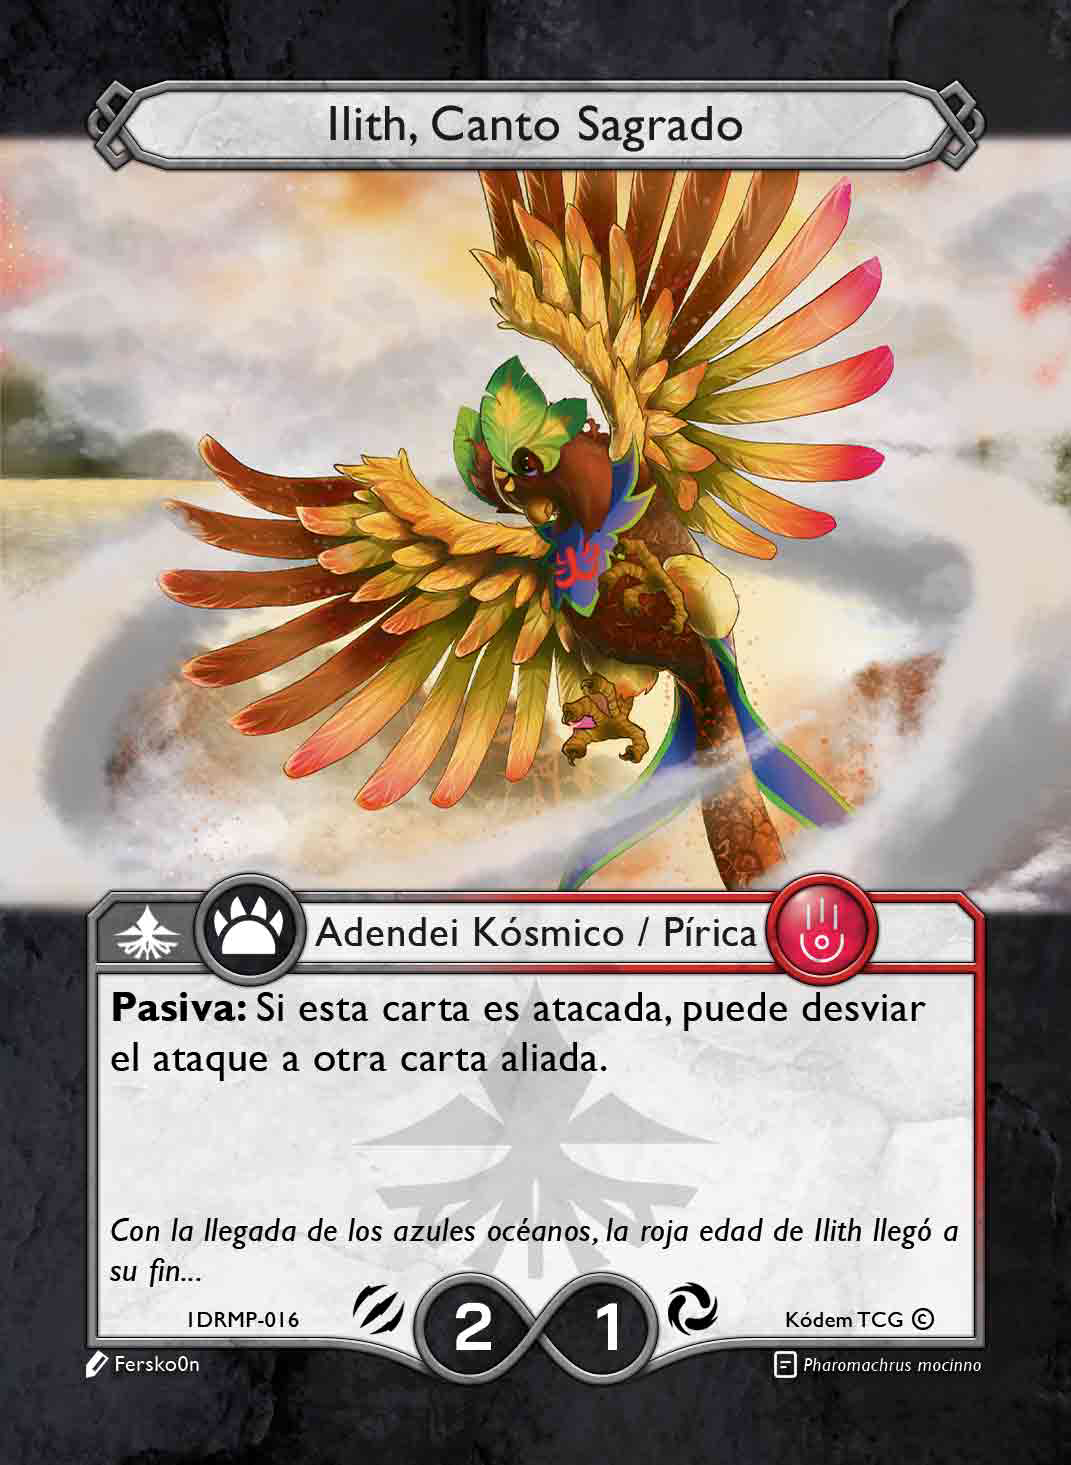 Ilith, Canto Sagrado
Adendei Kósmico / Pírica
Pasiva: Si esta carta es atacada, puede desviar
el ataque a otra carta aliada.
Con la llegada de los azules océanos, la roja edad de Ilith llegó a
su fin...
1DRMP-016
2
1
Kódem TCG ©
Fersko0n
Pharomachrus mocinno